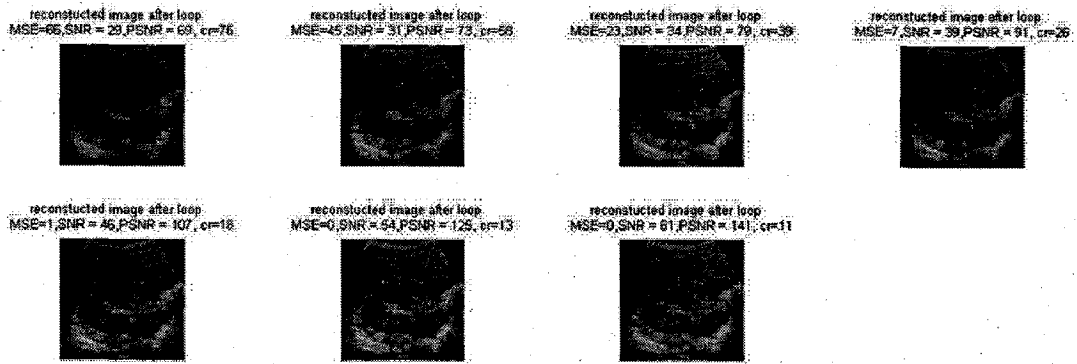 reconstucted image after loop
MSE=66,SNR = 29,PSNR = 69, cr=76
reconstucted image after loop
MSE=45,SNR = 31,PSNR = 73, cr=56
reconstucted image after loop
MSE=23,SNR = 34,PSNR = 79, cr=39
reconstucted image after loop
MSE=7,SNR = 39,PSNR = 91, cr=26
reconstucted image after loop
MSE=1,SNR = 46,PSNR = 107, cr=18
reconstucted image after loop
MSE=0,SNR = 54,PSNR = 125, cr=13
reconstucted image after loop
MSE=0,SNR = 61,PSNR = 141, cr=11